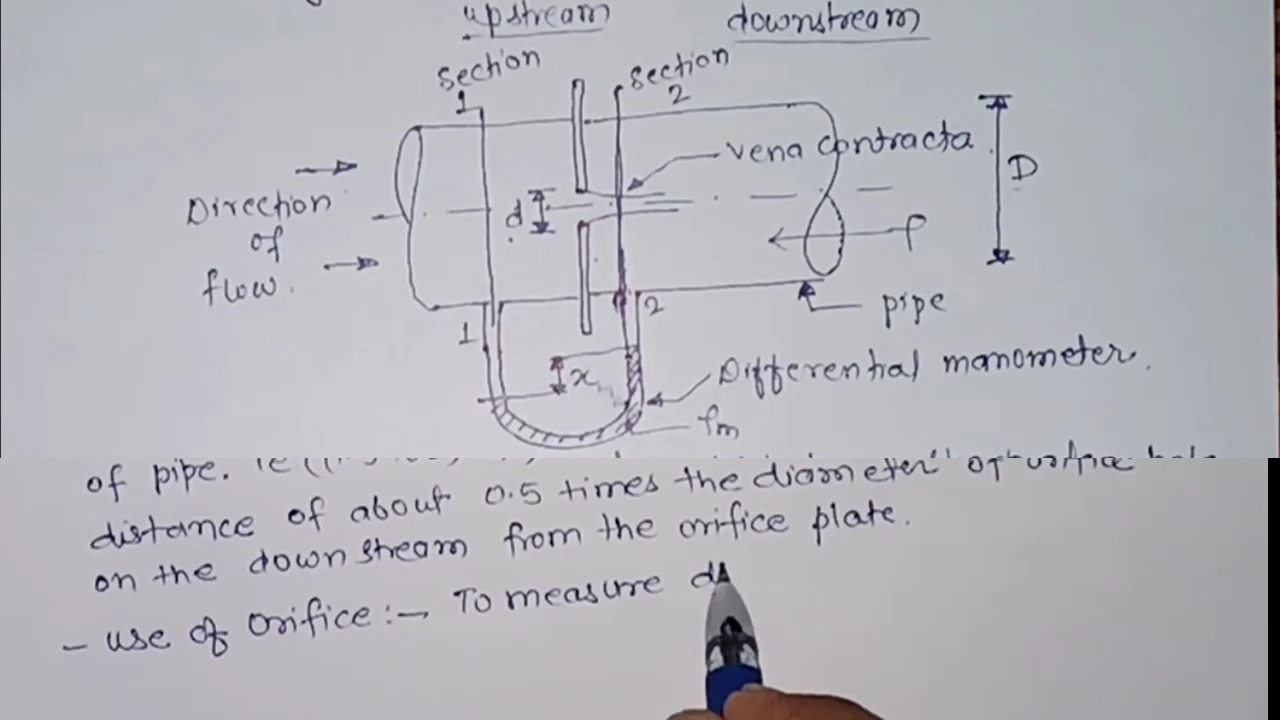 upstream downstream
section section
1 2
vena contracta
D
Direction
of
flow.
d
ρ
1 2 pipe
x Differential manometer.
ρm
of pipe.
distance of about 0.5 times the diameter of orifice
on the downstream from the orifice plate.
- use of orifice :- To measure d